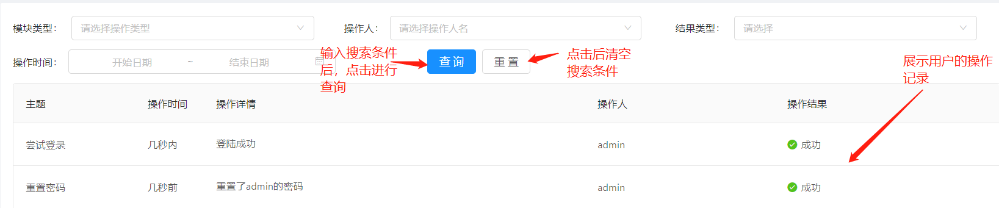 模块类型： 请选择操作类型 操作人： 请选择操作人名 结果类型： 请选择
操作时间： 开始日期 ~ 结束日期 查询 重置
输入搜索条件
后，点击进行
查询
点击后清空
搜索条件
展示用户的操作
记录
主题 操作时间 操作详情 操作人 操作结果
尝试登录 几秒内 登陆成功 admin 成功
重置密码 几秒前 重置了admin的密码 admin 成功